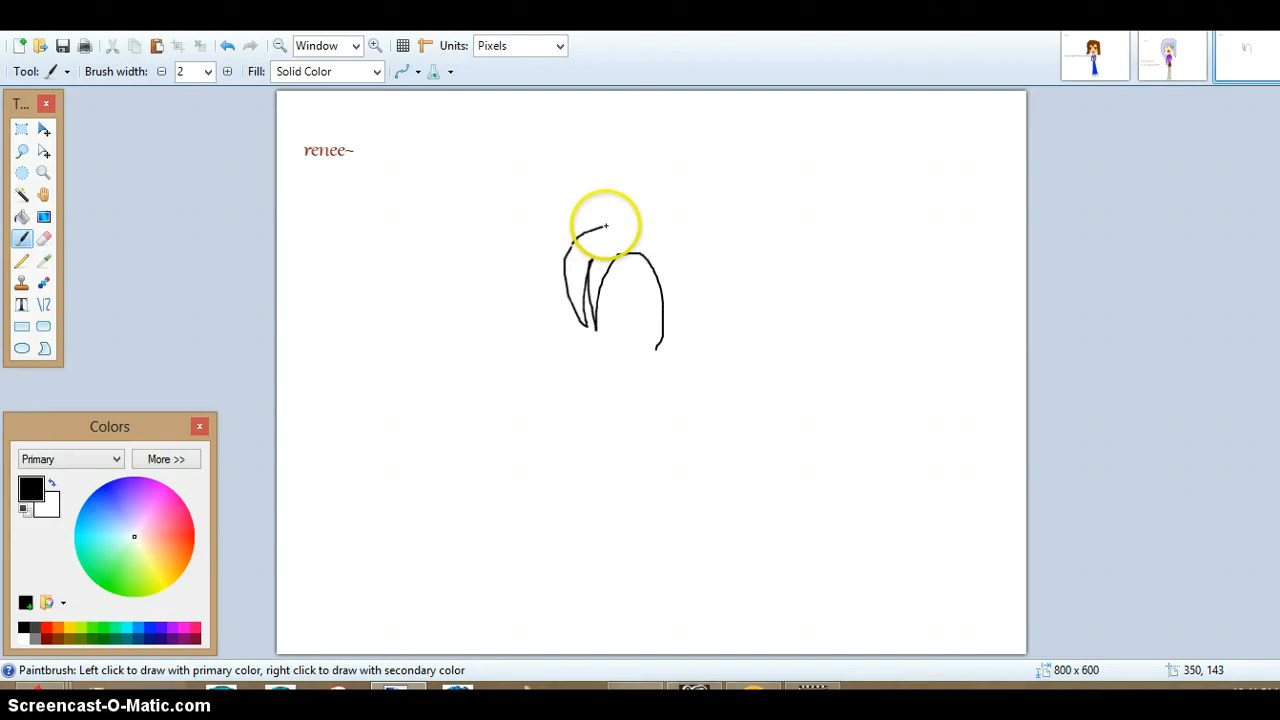 Window
Units:
Pixels
Tool:
Brush width:
2
Fill:
Solid Color
T...
renee~
Colors
Primary
More >>
Paintbrush: Left click to draw with primary color, right click to draw with secondary color
800 x 600
350, 143
Screencast-O-Matic.com